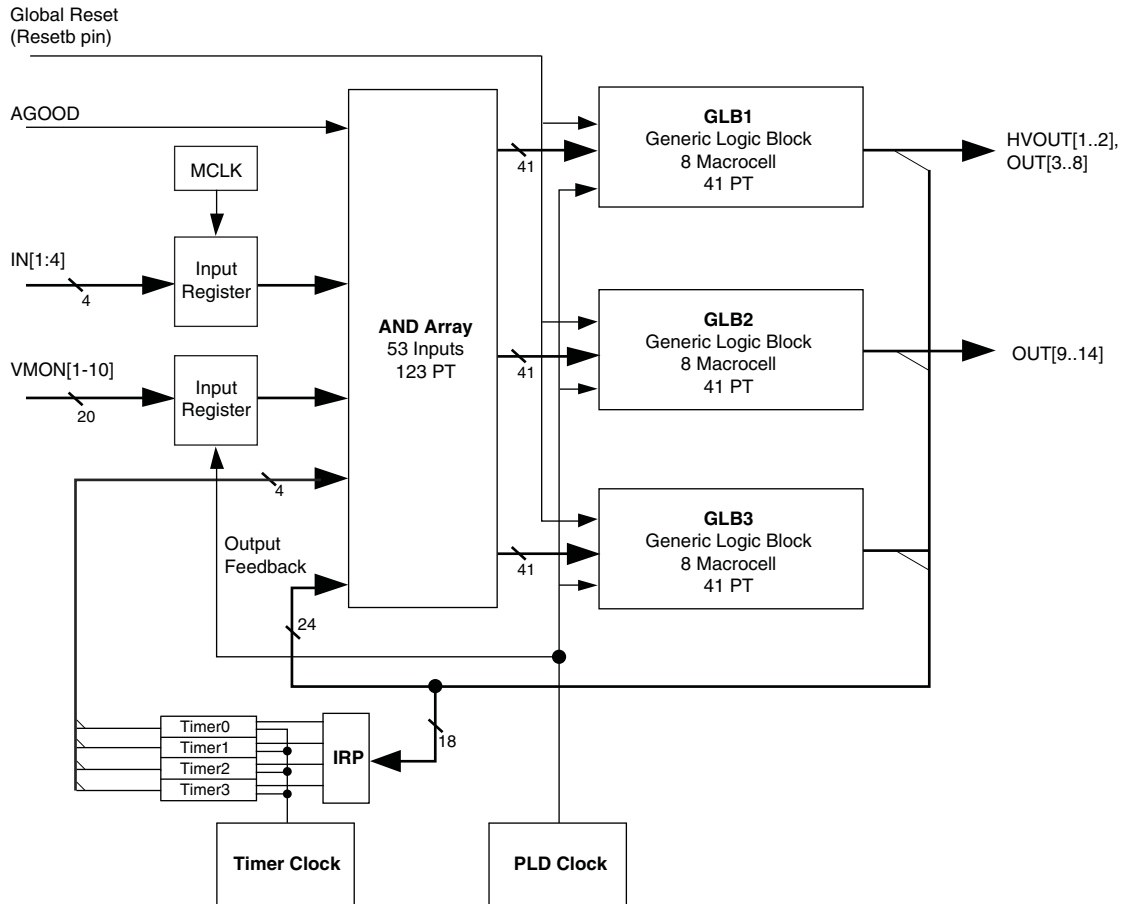 Global Reset
(Resetb pin)
AGOOD
MCLK
IN[1:4]
4
Input
Register
VMON[1-10]
20
Input
Register
AND Array
53 Inputs
123 PT
41
41
41
GLB1
Generic Logic Block
8 Macrocell
41 PT
HVOUT[1..2],
OUT[3..8]
GLB2
Generic Logic Block
8 Macrocell
41 PT
OUT[9..14]
GLB3
Generic Logic Block
8 Macrocell
41 PT
4
Output
Feedback
24
18
Timer0
Timer1
Timer2
Timer3
IRP
Timer Clock
PLD Clock